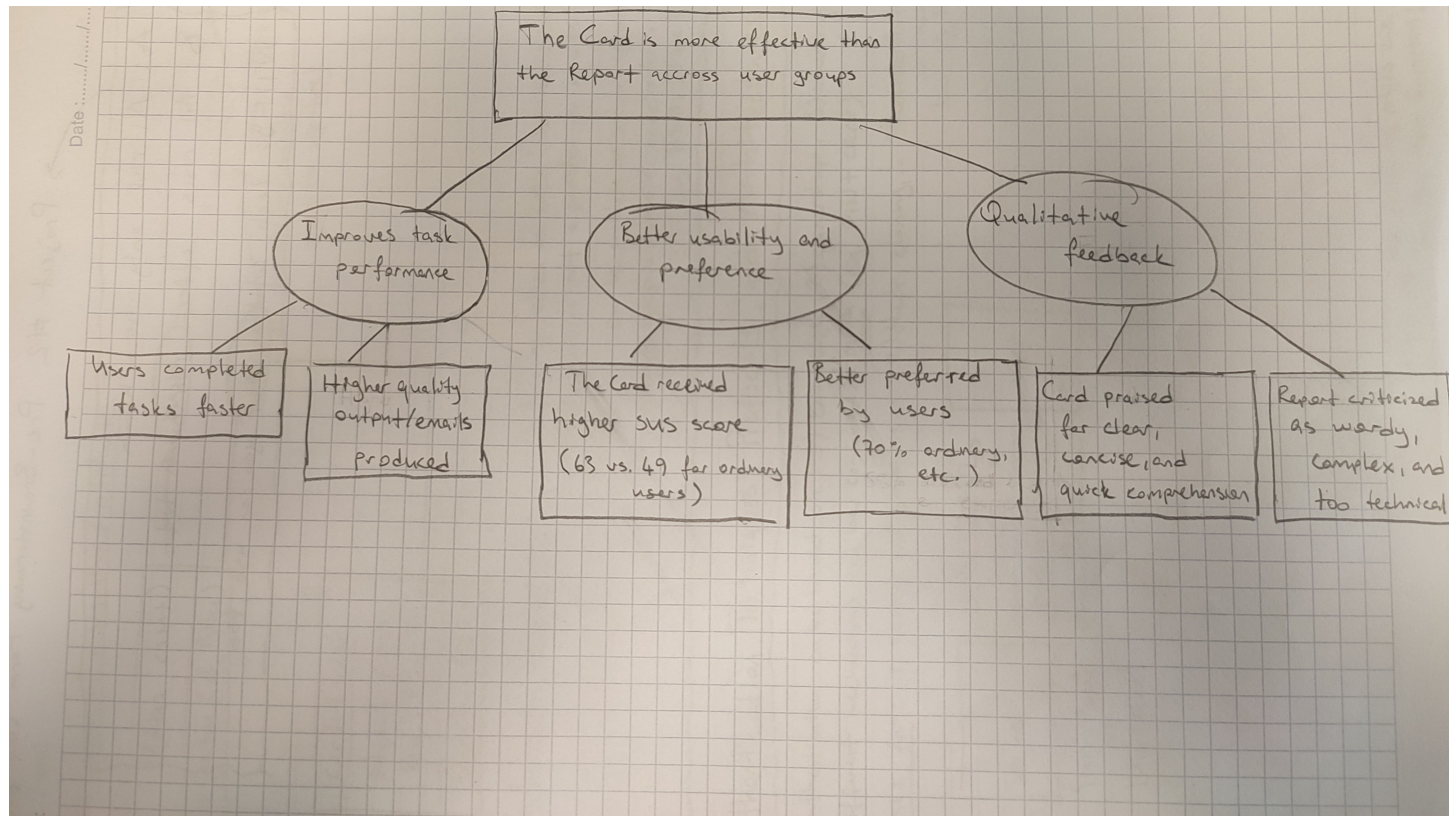 Date :......./....../......
The Card is more effective than
the Report accross user groups
Improves task
performance
Better usability and
preference
Qualitative
feedback
Users completed
tasks faster
Higher quality
output/emails
produced
The Card received
higher SUS score
(63 vs. 49 for ordinary
users)
Better preferred
by users
(70% ordinery,
etc.)
Card praised
for clear,
concise, and
quick comprehension
Report criticized
as wordy,
complex, and
too technical